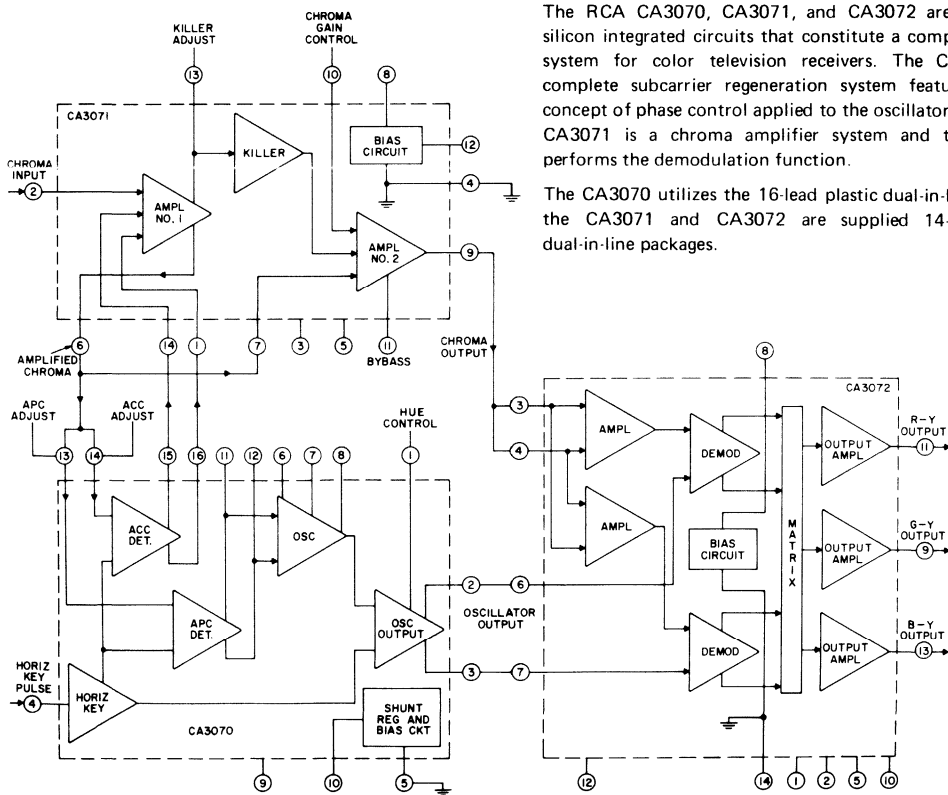 The RCA CA3070, CA3071, and CA3072 are
silicon integrated circuits that constitute a comp
system for color television receivers. The C
complete subcarrier regeneration system featu
concept of phase control applied to the oscillator
CA3071 is a chroma amplifier system and t
performs the demodulation function.
The CA3070 utilizes the 16-lead plastic dual-in-l
the CA3071 and CA3072 are supplied 14-
dual-in-line packages.
KILLER
ADJUST
CHROMA
GAIN
CONTROL
13
10
8
CA3071
KILLER
BIAS
CIRCUIT
12
CHROMA
INPUT
2
4
AMPL
NO. 1
AMPL
NO. 2
9
6
14
1
7
3
5
11
BYBASS
AMPLIFIED
CHROMA
CHROMA
OUTPUT
8
APC
ADJUST
ACC
ADJUST
HUE
CONTROL
CA3072
13
14
15
16
11
12
6
7
8
1
3
4
AMPL
DEMOD
OUTPUT
AMPL
R-Y
OUTPUT
11
ACC
DET.
OSC
AMPL
BIAS
CIRCUIT
MATRIX
OUTPUT
AMPL
G-Y
OUTPUT
9
APC
DET.
OSC
OUTPUT
2
6
OSCILLATOR
OUTPUT
3
7
DEMOD
OUTPUT
AMPL
B-Y
OUTPUT
13
HORIZ
KEY
PULSE
4
HORIZ
KEY
CA3070
SHUNT
REG AND
BIAS CKT
9
10
5
12
14
1
2
5
10